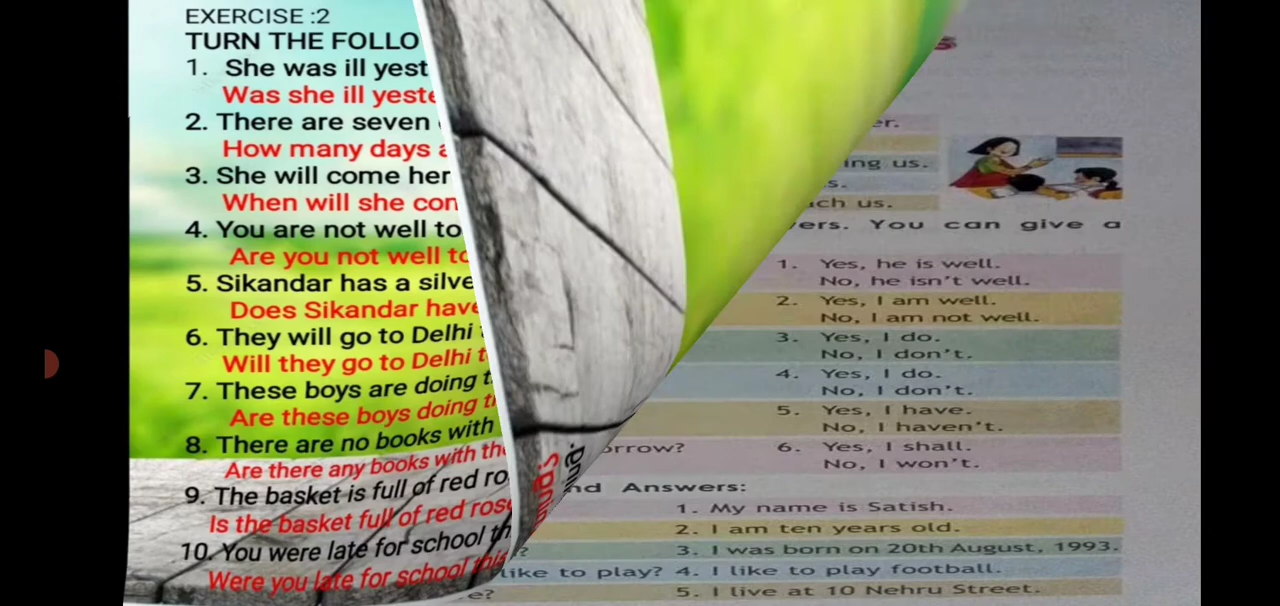 EXERCISE :2
TURN THE FOLLO
1. She was ill yest
Was she ill yeste
2. There are seven
How many days a
3. She will come her
When will she con
4. You are not well to
Are you not well to
5. Sikandar has a silve
Does Sikandar have
6. They will go to Delhi
Will they go to Delhi t
7. These boys are doing t
Are these boys doing t
8. There are no books with
Are there any books with the
9. The basket is full of red ro
Is the basket full of red rose
10. You were late for school th
Were you late for school this
s
er.
ing us.
s.
ch us.
ers. You can give a
1. Yes, he is well.
No, he isn't well.
2. Yes, I am well.
No, I am not well.
3. Yes, I do.
No, I don't.
4. Yes, I do.
No, I don't.
5. Yes, I have.
No, I haven't.
orrow? 6. Yes, I shall.
No, I won't.
nd Answers:
1. My name is Satish.
2. I am ten years old.
? 3. I was born on 20th August, 1993.
like to play? 4. I like to play football.
e? 5. I live at 10 Nehru Street.